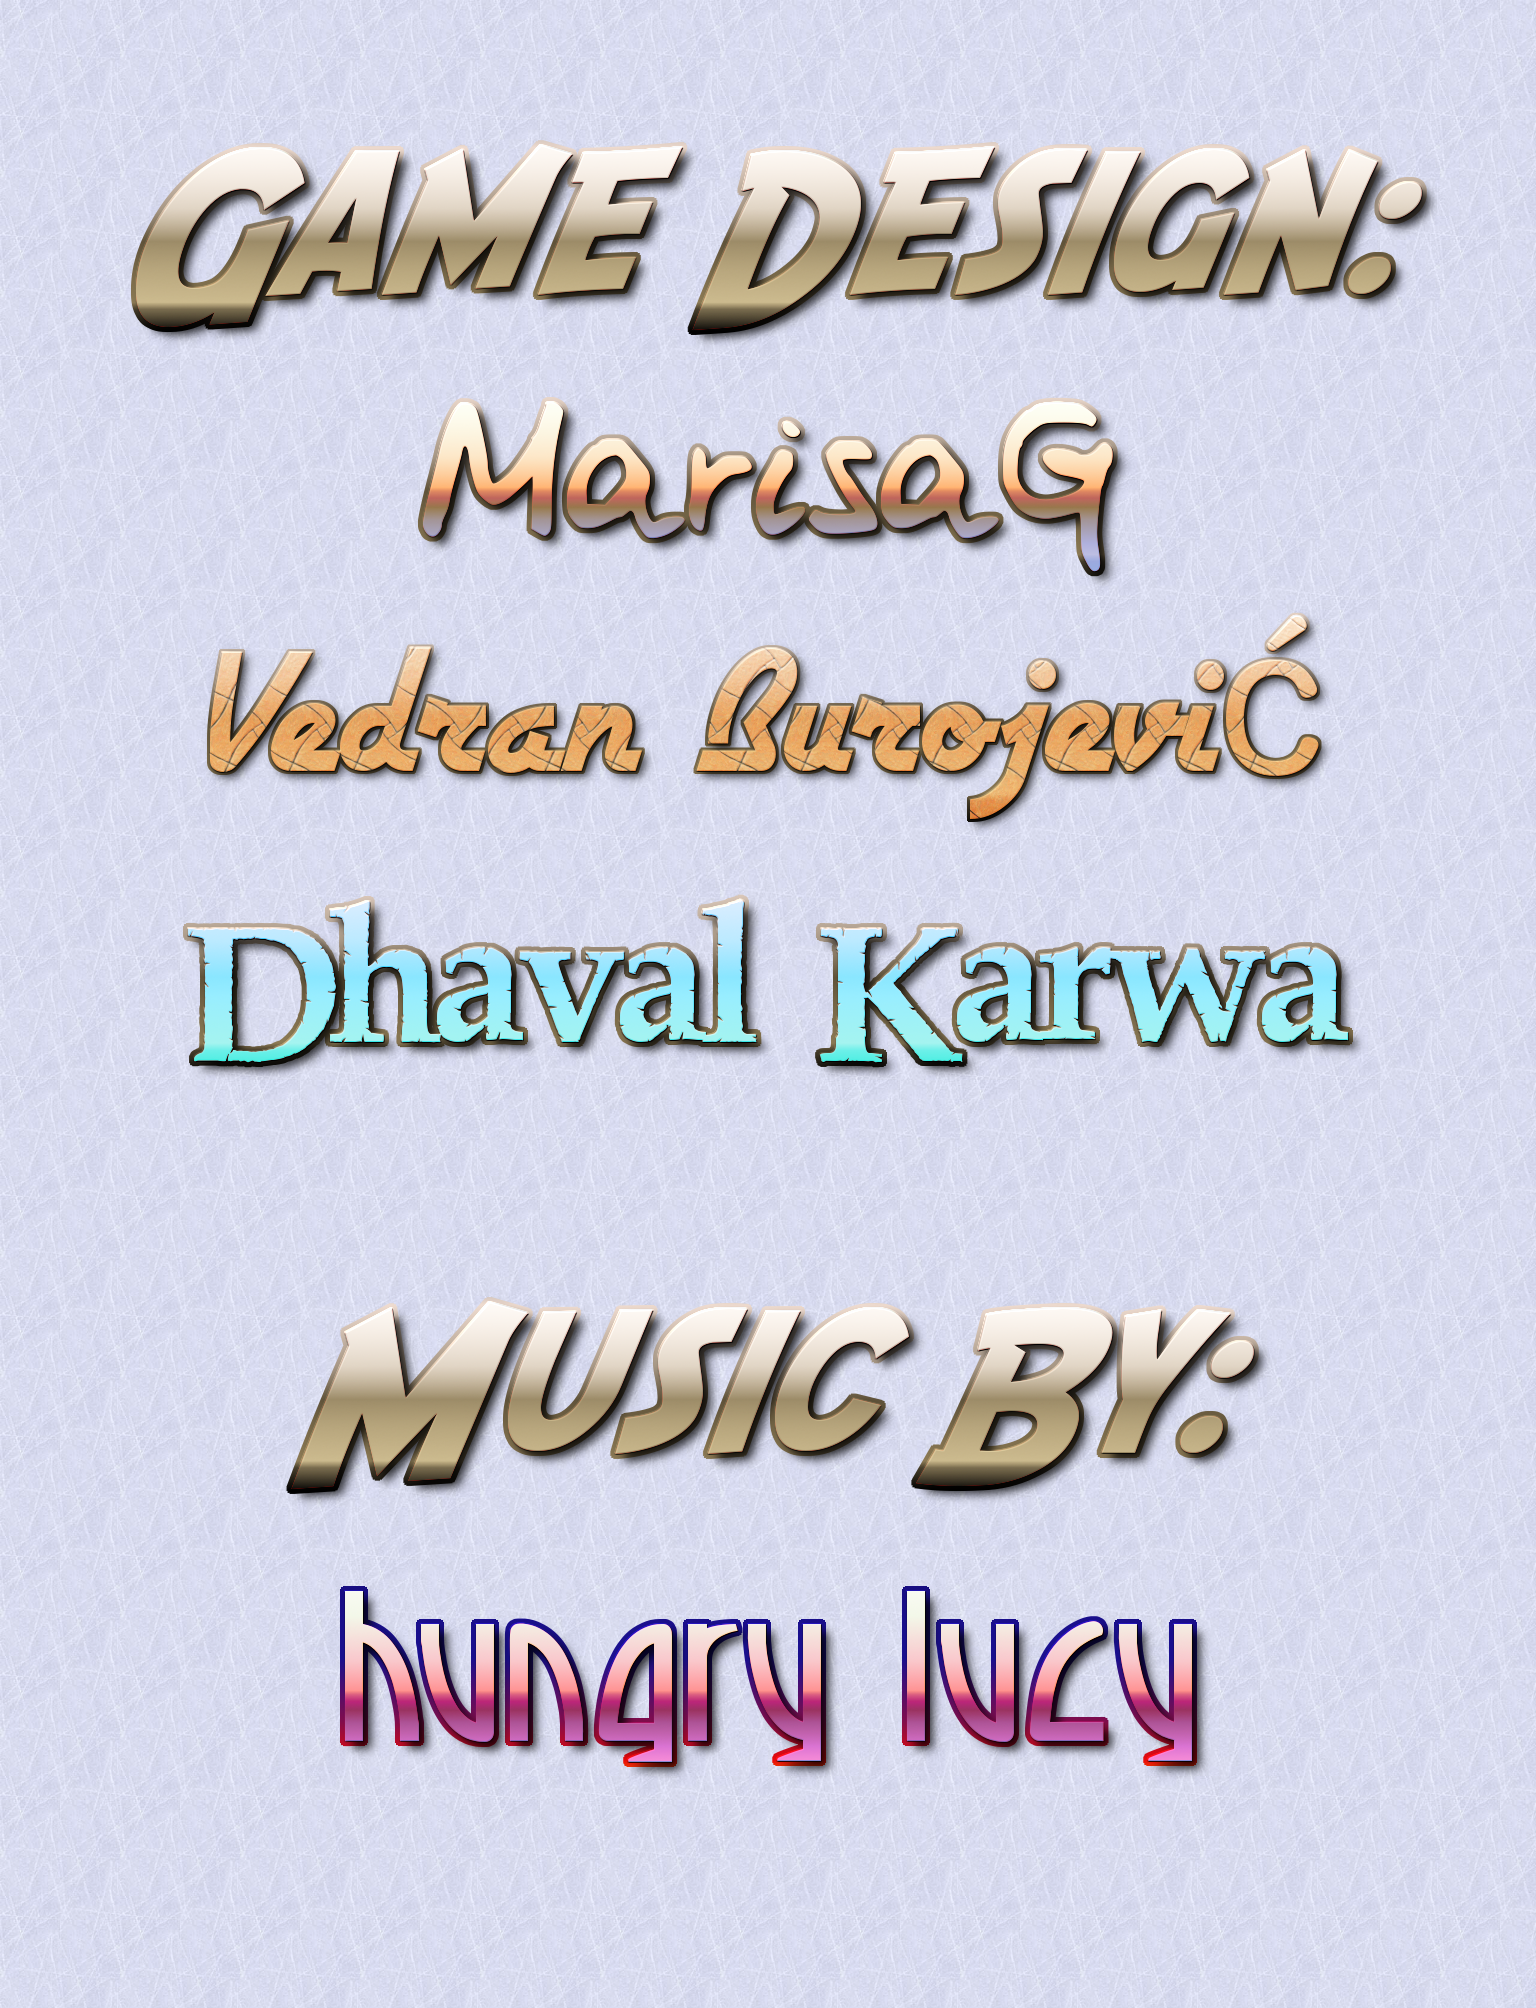 Game Design:
MarisaG
Vedran Burojević
Dhaval Karwa
Music By:
hungry lucy